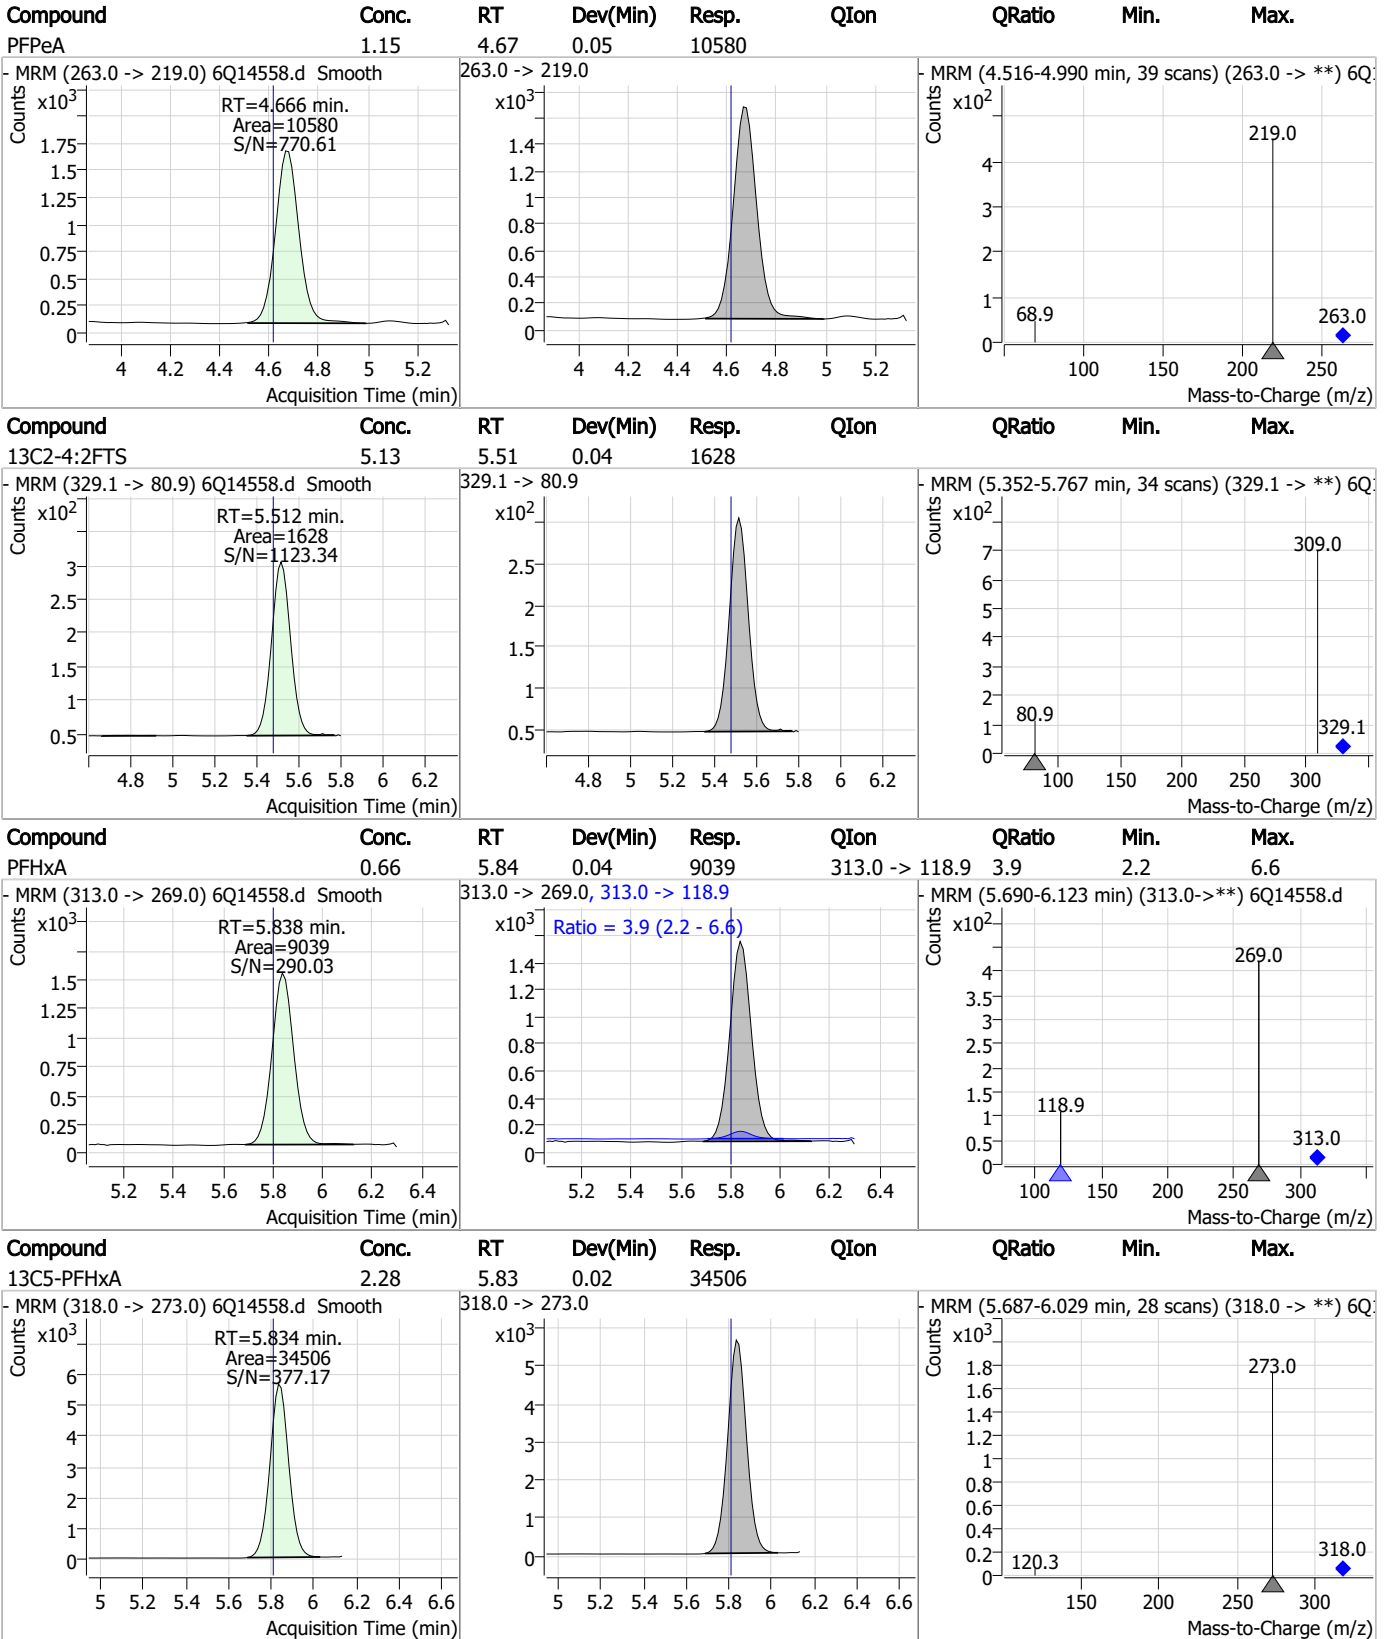 Compound Conc. RT Dev(Min) Resp. QIon QRatio Min. Max.
PFPeA 1.15 4.67 0.05 10580
- MRM (263.0 -> 219.0) 6Q14558.d Smooth
Counts
x10³
RT=4.666 min.
Area=10580
S/N=770.61
1.75
1.5
1.25
1
0.75
0.5
0.25
0
4 4.2 4.4 4.6 4.8 5 5.2
Acquisition Time (min)
263.0 -> 219.0
x10³
1.4
1.2
1
0.8
0.6
0.4
0.2
0
4 4.2 4.4 4.6 4.8 5 5.2
- MRM (4.516-4.990 min, 39 scans) (263.0 -> **) 6Q1
Counts
x10²
219.0
4
3
2
1
0
68.9
263.0
100 150 200 250
Mass-to-Charge (m/z)
Compound Conc. RT Dev(Min) Resp. QIon QRatio Min. Max.
13C2-4:2FTS 5.13 5.51 0.04 1628
- MRM (329.1 -> 80.9) 6Q14558.d Smooth
Counts
x10²
RT=5.512 min.
Area=1628
S/N=1123.34
3
2.5
2
1.5
1
0.5
4.8 5 5.2 5.4 5.6 5.8 6 6.2
Acquisition Time (min)
329.1 -> 80.9
x10²
2.5
2
1.5
1
0.5
4.8 5 5.2 5.4 5.6 5.8 6 6.2
- MRM (5.352-5.767 min, 34 scans) (329.1 -> **) 6Q1
Counts
x10²
309.0
7
6
5
4
3
2
1
0
80.9
329.1
100 150 200 250 300
Mass-to-Charge (m/z)
Compound Conc. RT Dev(Min) Resp. QIon QRatio Min. Max.
PFHxA 0.66 5.84 0.04 9039 313.0 -> 118.9 3.9 2.2 6.6
- MRM (313.0 -> 269.0) 6Q14558.d Smooth
Counts
x10³
RT=5.838 min.
Area=9039
S/N=290.03
1.5
1.25
1
0.75
0.5
0.25
0
5.2 5.4 5.6 5.8 6 6.2 6.4
Acquisition Time (min)
313.0 -> 269.0, 313.0 -> 118.9
x10³
Ratio = 3.9 (2.2 - 6.6)
1.4
1.2
1
0.8
0.6
0.4
0.2
0
5.2 5.4 5.6 5.8 6 6.2 6.4
- MRM (5.690-6.123 min) (313.0->**) 6Q14558.d
Counts
x10²
269.0
4
3.5
3
2.5
2
1.5
1
0.5
0
118.9
313.0
100 150 200 250 300
Mass-to-Charge (m/z)
Compound Conc. RT Dev(Min) Resp. QIon QRatio Min. Max.
13C5-PFHxA 2.28 5.83 0.02 34506
- MRM (318.0 -> 273.0) 6Q14558.d Smooth
Counts
x10³
RT=5.834 min.
Area=34506
S/N=377.17
6
5
4
3
2
1
0
5 5.2 5.4 5.6 5.8 6 6.2 6.4 6.6
Acquisition Time (min)
318.0 -> 273.0
x10³
5
4
3
2
1
0
5 5.2 5.4 5.6 5.8 6 6.2 6.4 6.6
- MRM (5.687-6.029 min, 28 scans) (318.0 -> **) 6Q1
Counts
x10³
273.0
1.8
1.6
1.4
1.2
1
0.8
0.6
0.4
0.2
0
120.3
318.0
150 200 250 300
Mass-to-Charge (m/z)